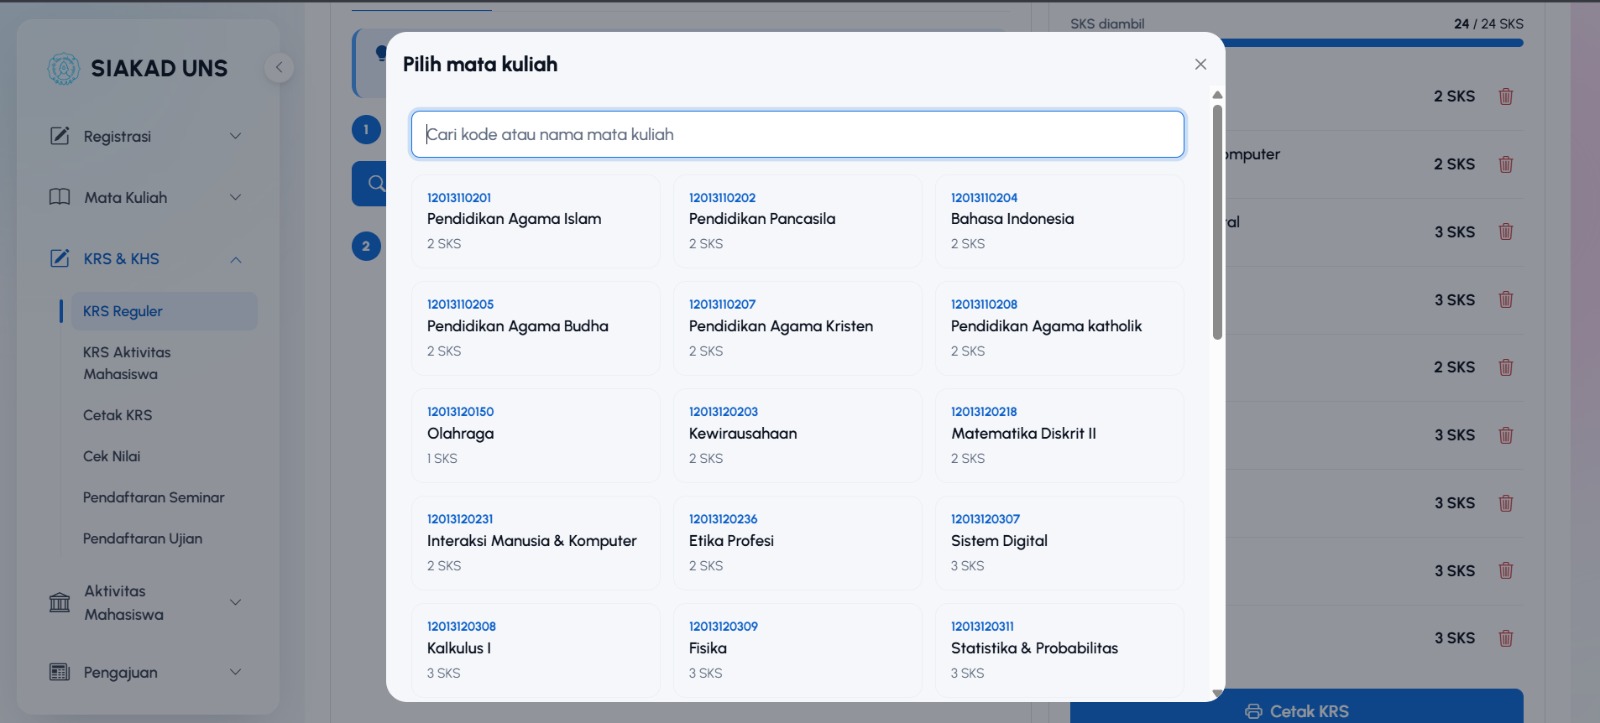 SIAKAD UNS
Registrasi
Mata Kuliah
KRS & KHS
KRS Reguler
KRS Aktivitas
Mahasiswa
Cetak KRS
Cek Nilai
Pendaftaran Seminar
Pendaftaran Ujian
Aktivitas
Mahasiswa
Pengajuan
1
2
Pilih mata kuliah
Cari kode atau nama mata kuliah
12013110201
Pendidikan Agama Islam
2 SKS
12013110202
Pendidikan Pancasila
2 SKS
12013110204
Bahasa Indonesia
2 SKS
12013110205
Pendidikan Agama Budha
2 SKS
12013110207
Pendidikan Agama Kristen
2 SKS
12013110208
Pendidikan Agama katholik
2 SKS
12013120150
Olahraga
1 SKS
12013120203
Kewirausahaan
2 SKS
12013120218
Matematika Diskrit II
2 SKS
12013120231
Interaksi Manusia & Komputer
2 SKS
12013120236
Etika Profesi
2 SKS
12013120307
Sistem Digital
3 SKS
12013120308
Kalkulus I
3 SKS
12013120309
Fisika
3 SKS
12013120311
Statistika & Probabilitas
3 SKS
SKS diambil
24 / 24 SKS
2 SKS
2 SKS
3 SKS
3 SKS
2 SKS
3 SKS
3 SKS
3 SKS
3 SKS
Cetak KRS